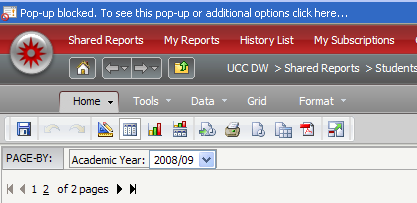 Pop-up blocked. To see this pop-up or additional options click here...
Shared Reports My Reports History List My Subscriptions
UCC DW > Shared Reports > Students
Home Tools Data Grid Format
PAGE-BY: Academic Year: 2008/09
1 2 of 2 pages